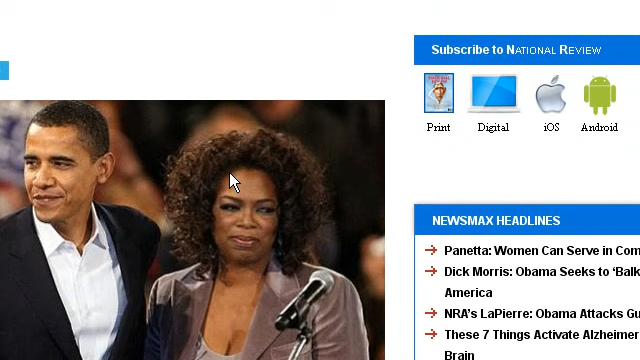 Subscribe to NATIONAL REVIEW
Print Digital iOS Android
NEWSMAX HEADLINES
Panetta: Women Can Serve in Com
Dick Morris: Obama Seeks to ‘Balk
America
NRA's LaPierre: Obama Attacks Gu
These 7 Things Activate Alzheimer
Brain